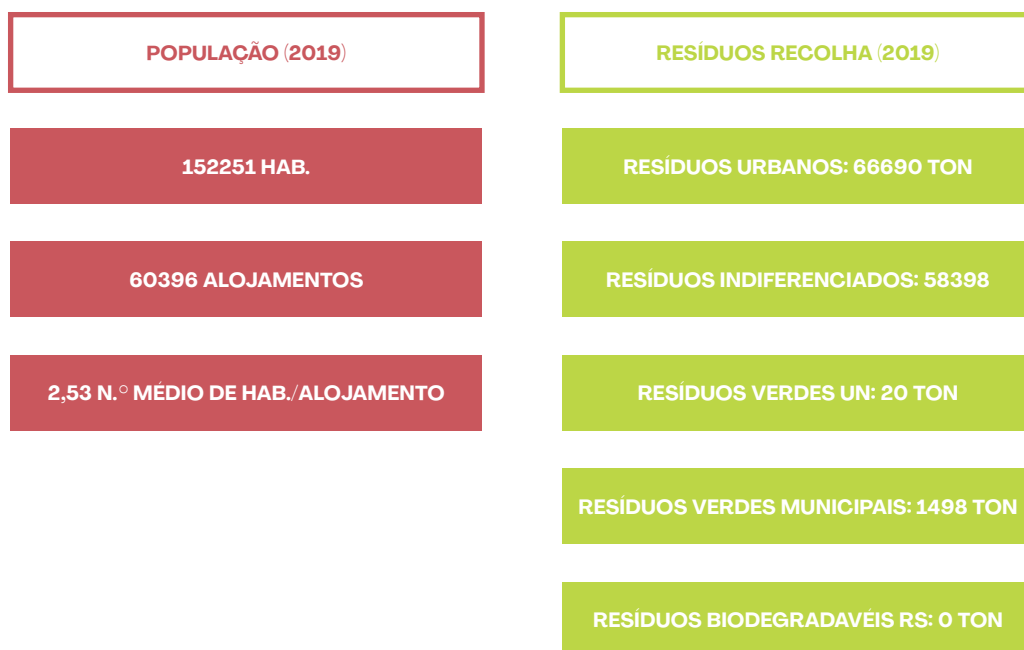 POPULAÇÃO (2019)
152251 HAB.
60396 ALOJAMENTOS
2,53 N.º MÉDIO DE HAB./ALOJAMENTO
RESÍDUOS RECOLHA (2019)
RESÍDUOS URBANOS: 66690 TON
RESÍDUOS INDIFERENCIADOS: 58398
RESÍDUOS VERDES UN: 20 TON
RESÍDUOS VERDES MUNICIPAIS: 1498 TON
RESÍDUOS BIODEGRADAVÉIS RS: 0 TON